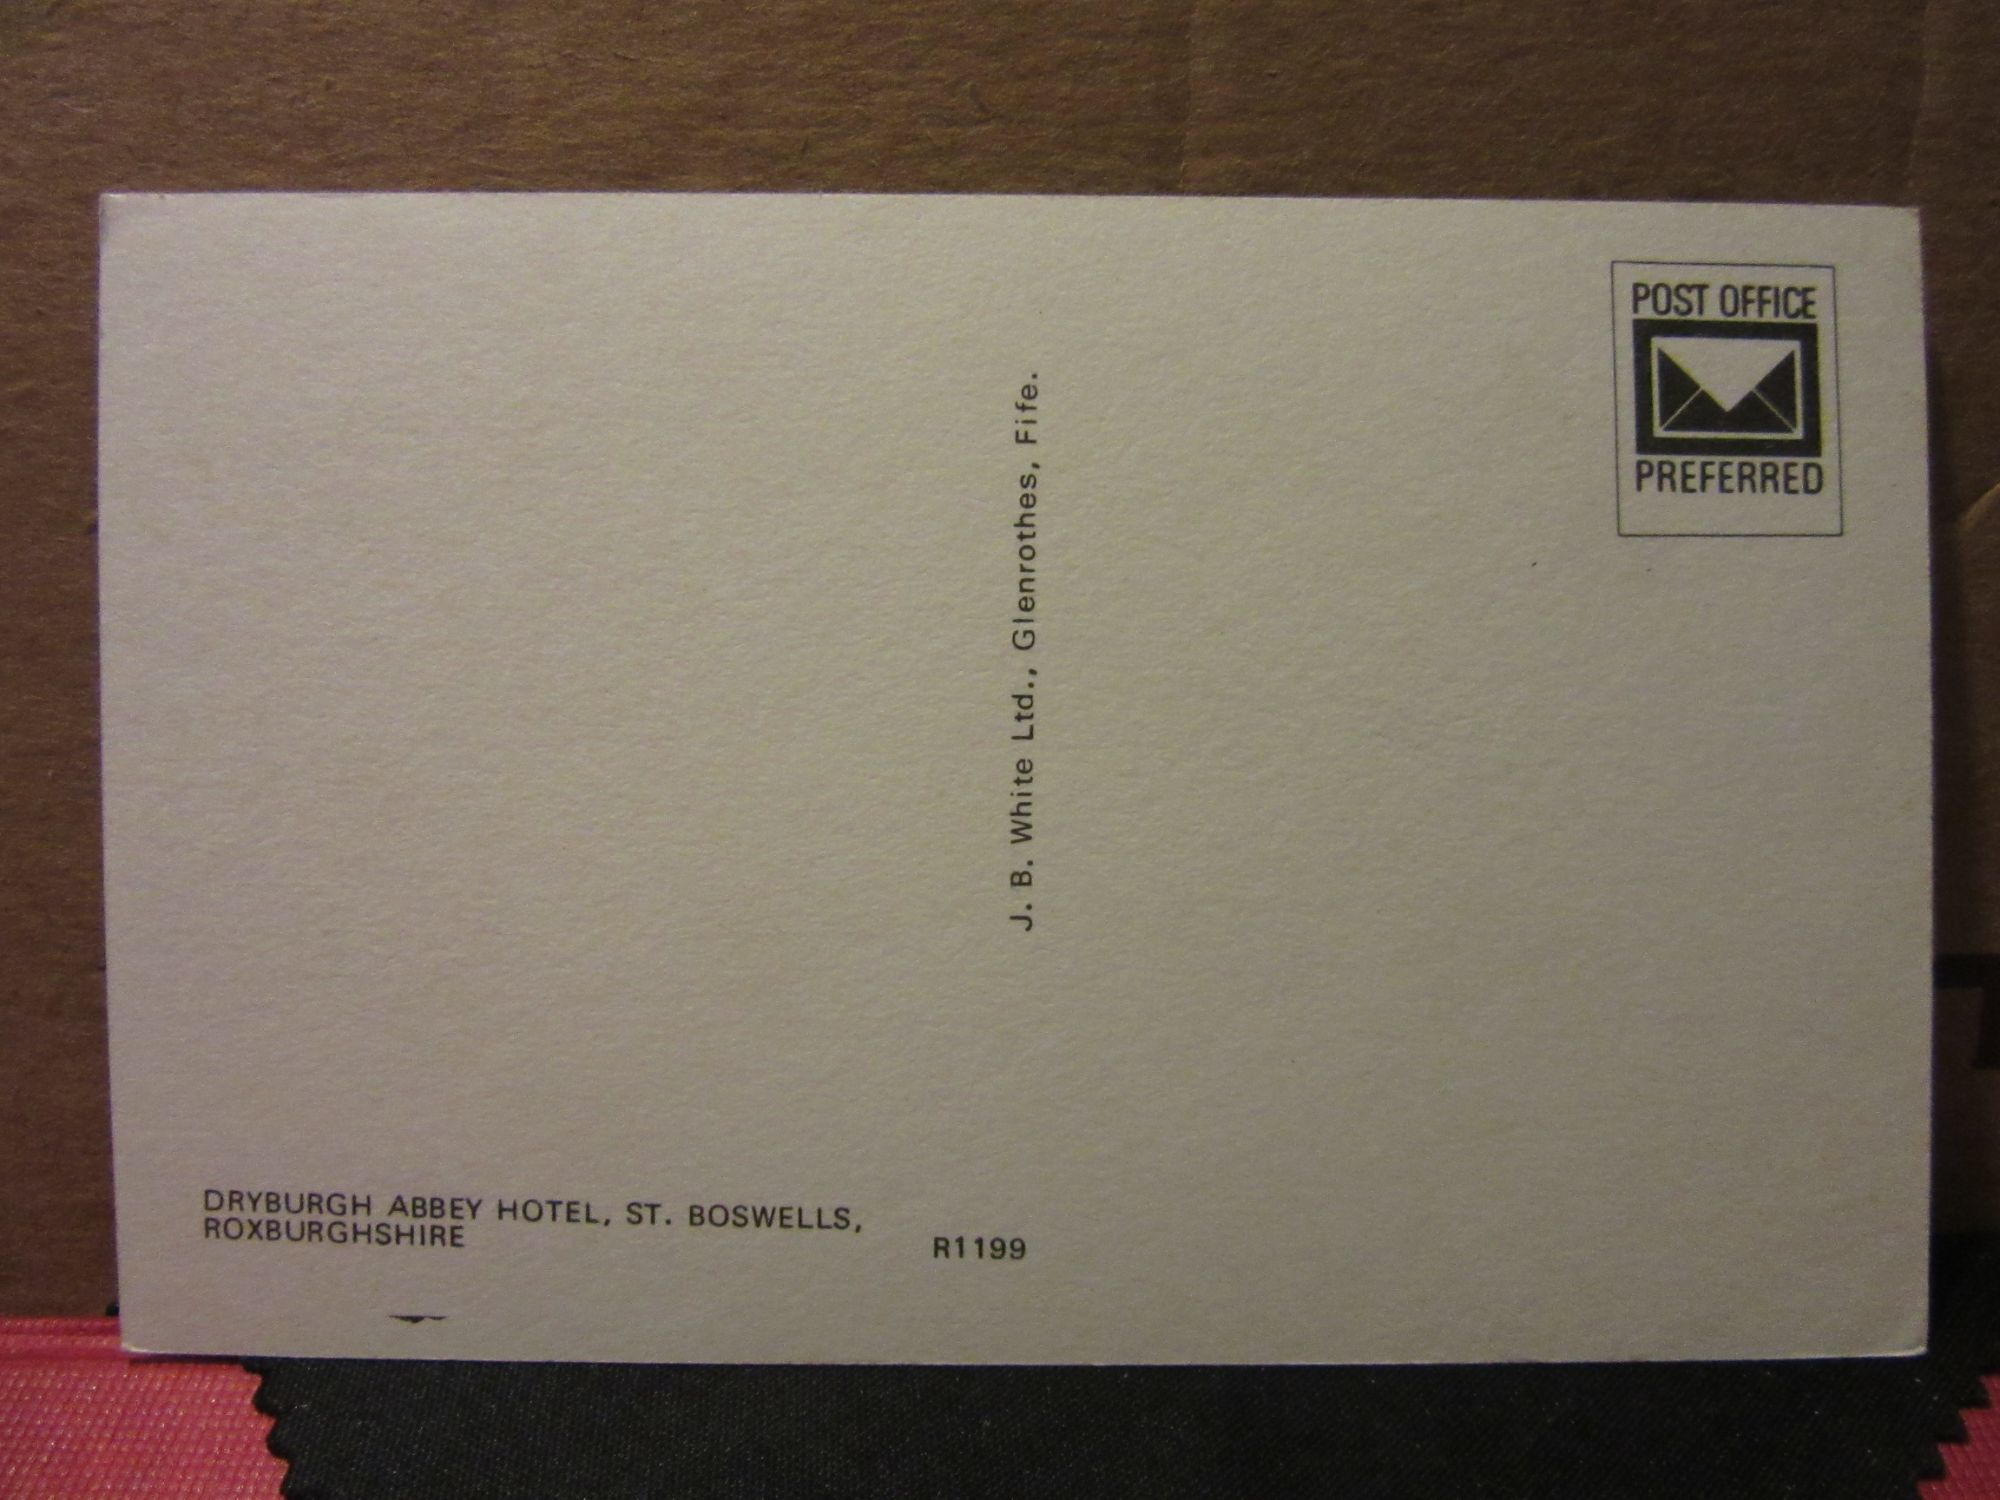 POST OFFICE
PREFERRED
J. B. White Ltd., Glenrothes, Fife.
DRYBURGH ABBEY HOTEL, ST. BOSWELLS,
ROXBURGHSHIRE
R1199